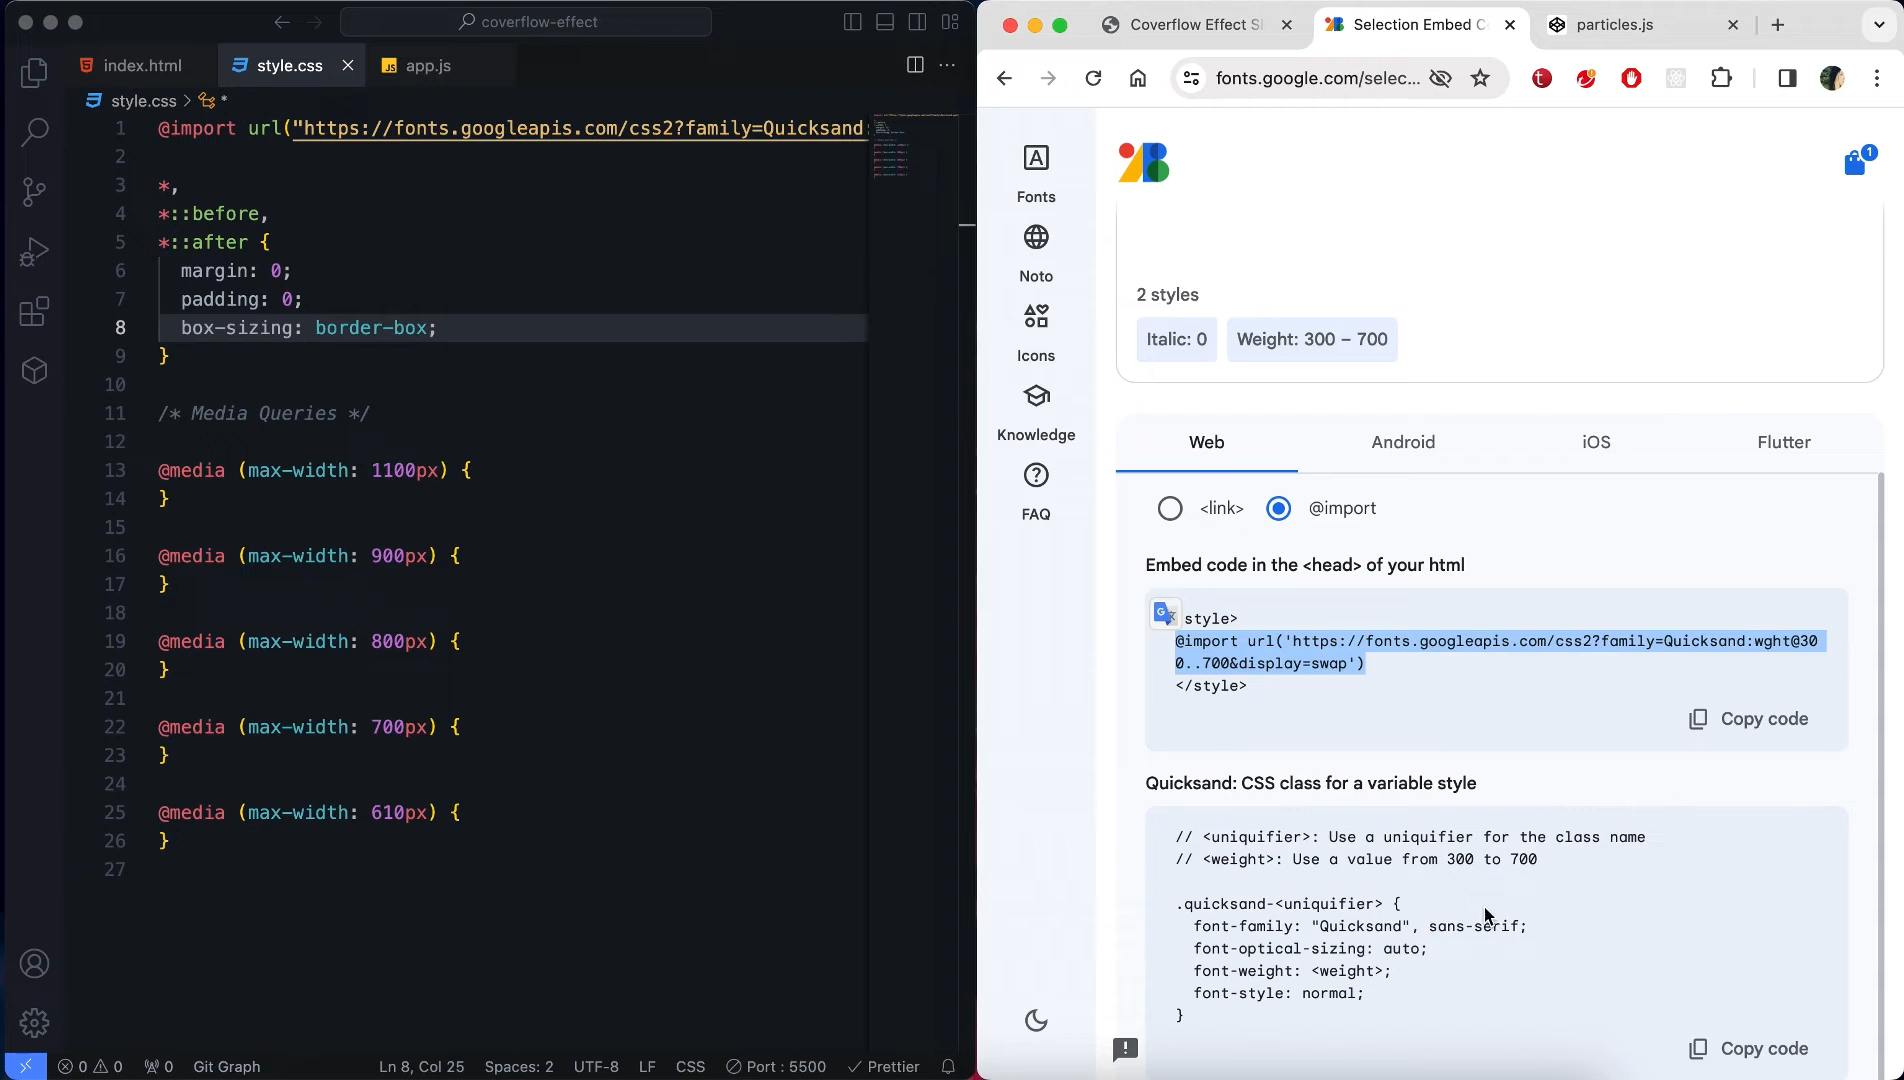 coverflow-effect
index.html
style.css
app.js
style.css > *
1 @import url("https://fonts.googleapis.com/css2?family=Quicksand:
2
3 *,
4 *::before,
5 *::after {
6 margin: 0;
7 padding: 0;
8 box-sizing: border-box;
9 }
10
11 /* Media Queries */
12
13 @media (max-width: 1100px) {
14 }
15
16 @media (max-width: 900px) {
17 }
18
19 @media (max-width: 800px) {
20 }
21
22 @media (max-width: 700px) {
23 }
24
25 @media (max-width: 610px) {
26 }
27
0 0 0 Git Graph Ln 8, Col 25 Spaces: 2 UTF-8 LF CSS Port : 5500 Prettier
Coverflow Effect Sl
Selection Embed C
particles.js
fonts.google.com/selec...
1
Fonts
Noto
Icons
Knowledge
FAQ
2 styles
Italic: 0 Weight: 300 – 700
Web Android iOS Flutter
<link> @import
Embed code in the <head> of your html
style>
@import url('https://fonts.googleapis.com/css2?family=Quicksand:wght@30
0..700&display=swap')
</style>
Copy code
Quicksand: CSS class for a variable style
// <uniquifier>: Use a uniquifier for the class name
// <weight>: Use a value from 300 to 700
.quicksand-<uniquifier> {
font-family: "Quicksand", sans-serif;
font-optical-sizing: auto;
font-weight: <weight>;
font-style: normal;
}
Copy code